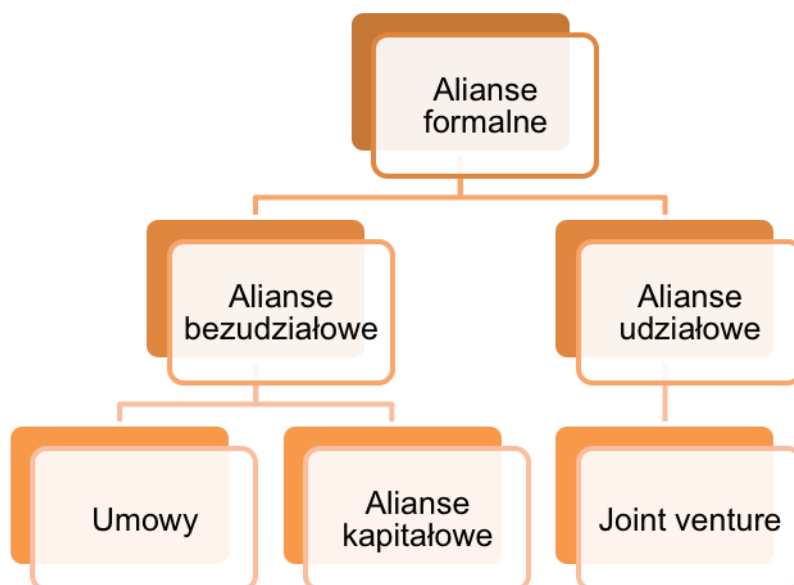 Alianse
formalne
Alianse
bezudziałowe
Alianse
udziałowe
Umowy
Alianse
kapitałowe
Joint venture